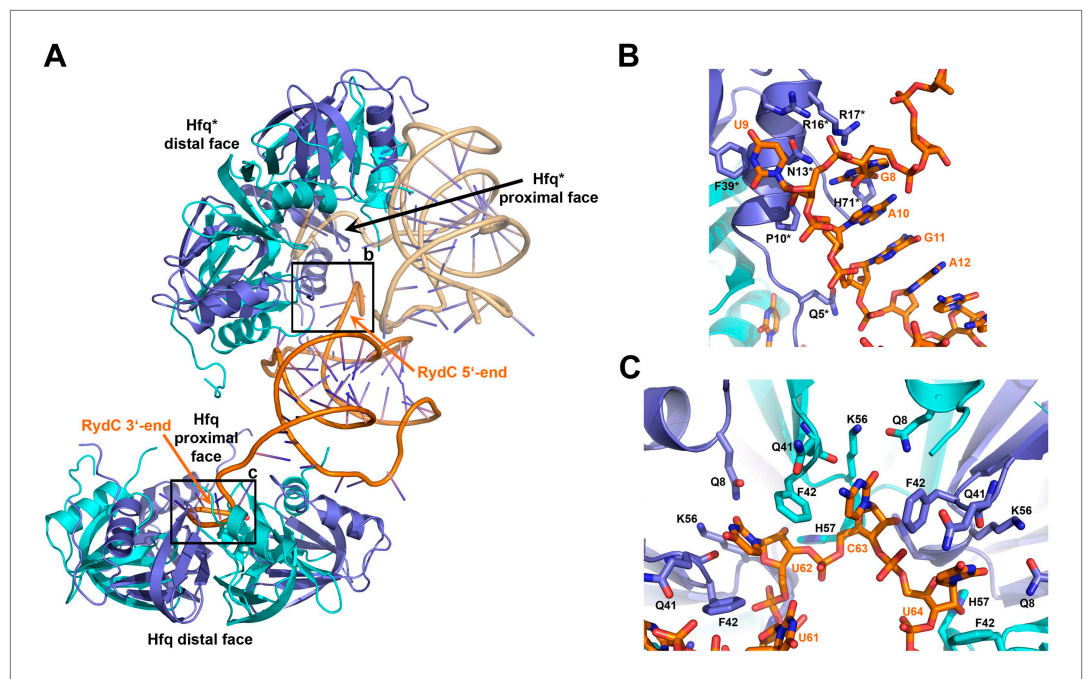 A
Hfq*
distal face
Hfq*
proximal face
b
RydC 5‘-end
RydC 3‘-end
Hfq
proximal
face
c
Hfq distal face
B
U9
R16*
R17*
N13*
G8
F39*
H71*
P10*
A10
G11
A12
Q5*
C
K56
Q8
Q41
Q8
F42
F42
Q41
K56
K56
H57
C63
U62
Q41
H57
Q8
F42
U64
F42
U61